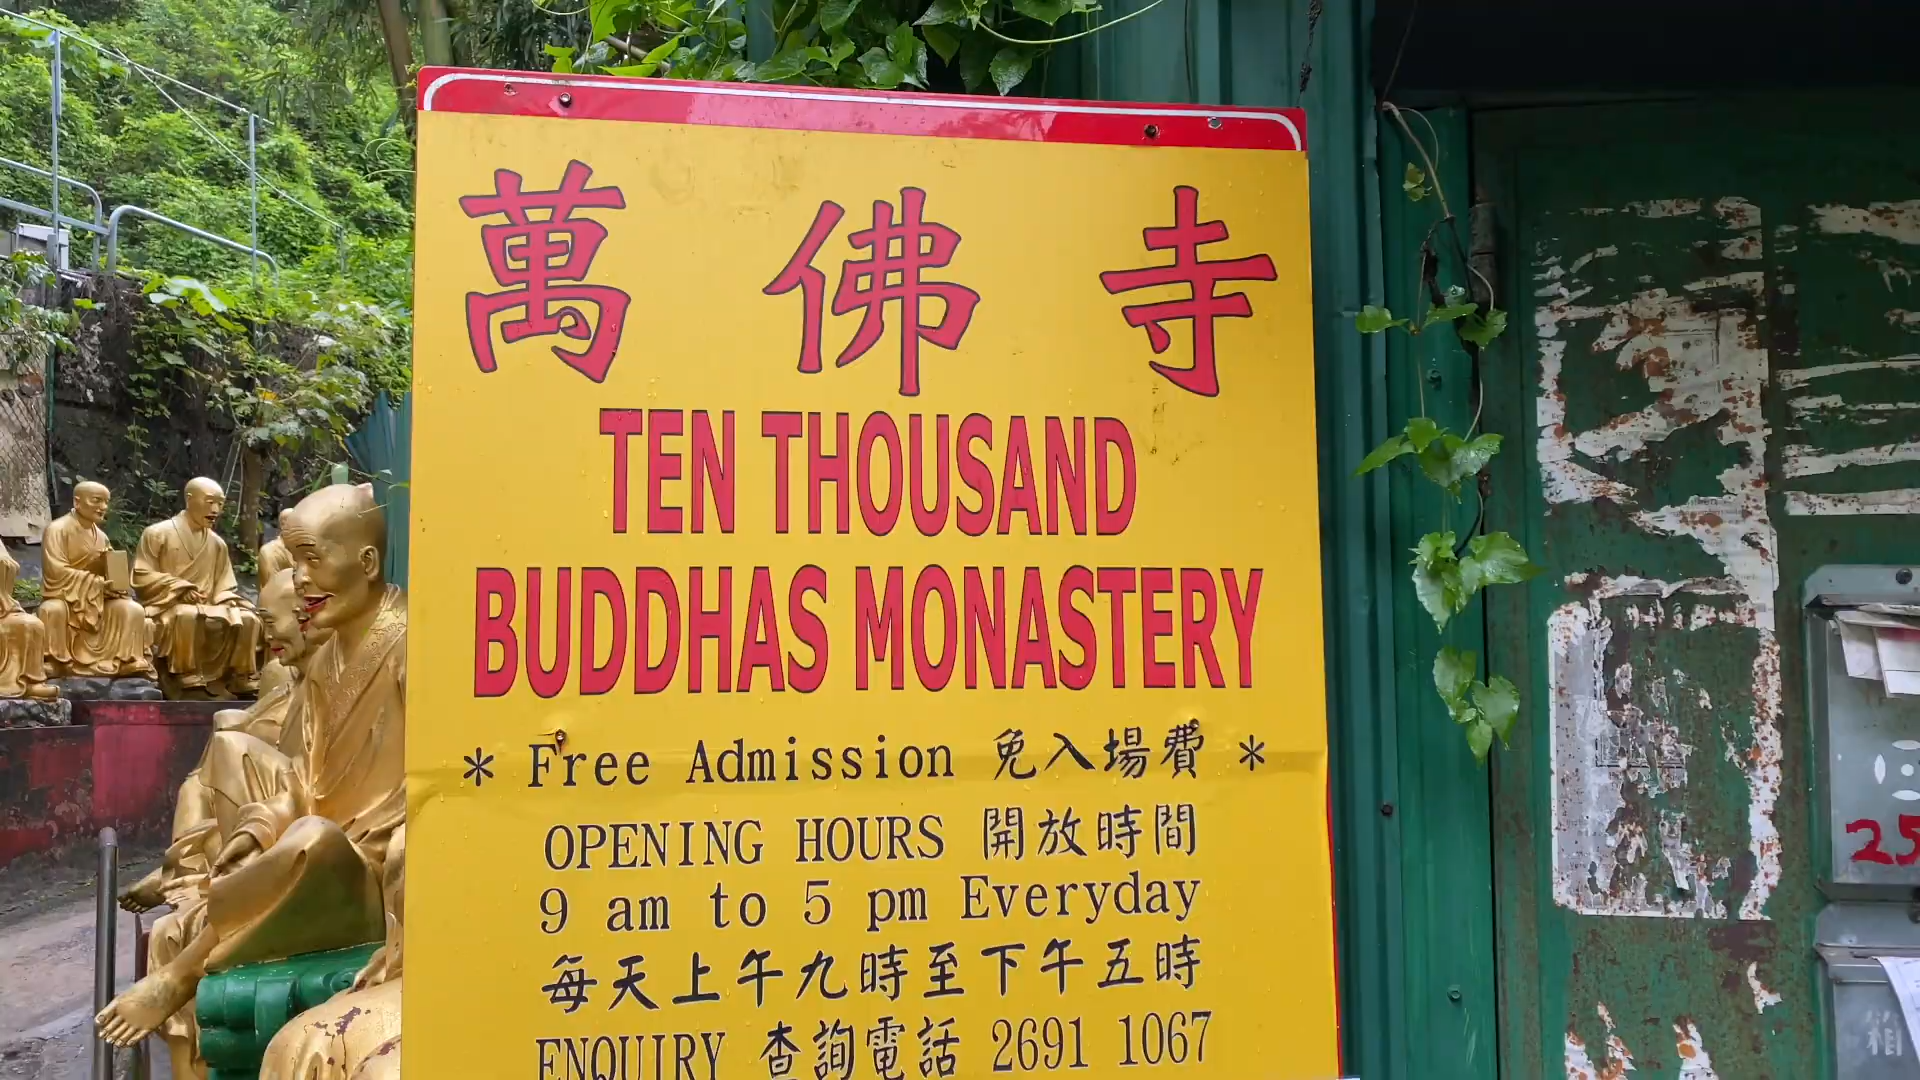 萬佛寺
TEN THOUSAND
BUDDHAS MONASTERY
* Free Admission 免入場費 *
OPENING HOURS 開放時間
9 am to 5 pm Everyday
每天上午九時至下午五時
ENQUIRY 查詢電話 2691 1067
25
箱